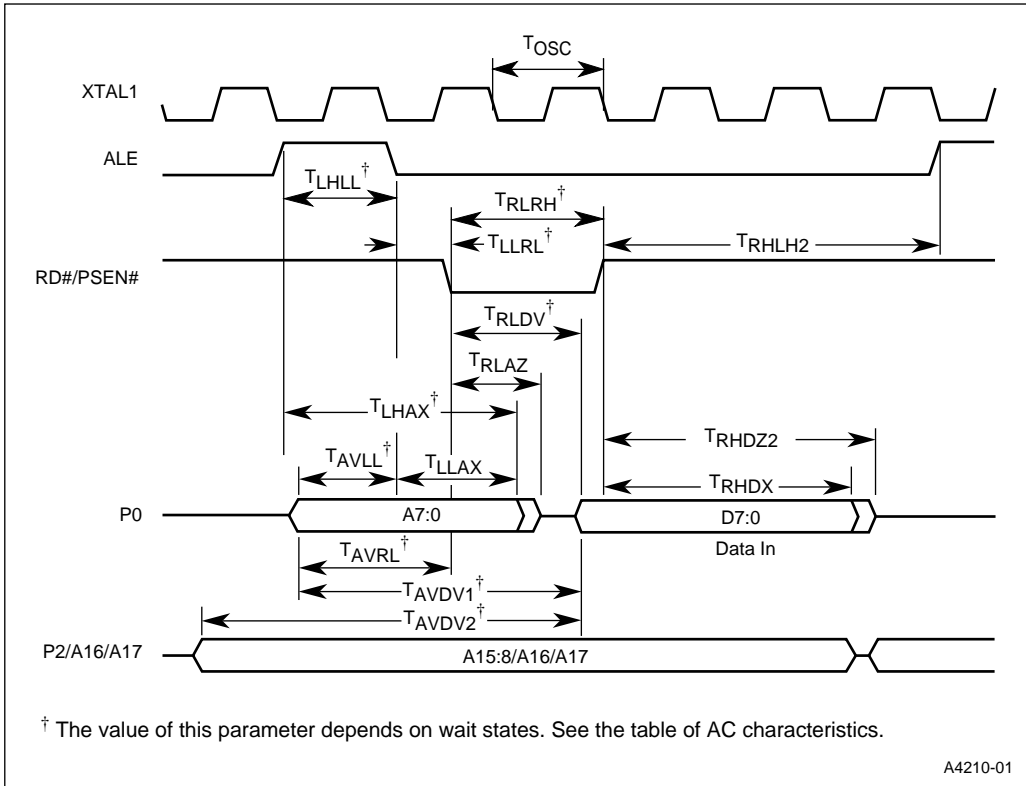 TOSC
XTAL1
ALE
TLHLL†
TRLRH†
TLLRL†
TRHLH2
RD#/PSEN#
TRLDV†
TRLAZ
TLHAX†
TRHDZ2
TAVLL†
TLLAX
TRHDX
P0
A7:0
D7:0
Data In
TAVRL†
TAVDV1†
TAVDV2†
P2/A16/A17
A15:8/A16/A17
† The value of this parameter depends on wait states. See the table of AC characteristics.
A4210-01